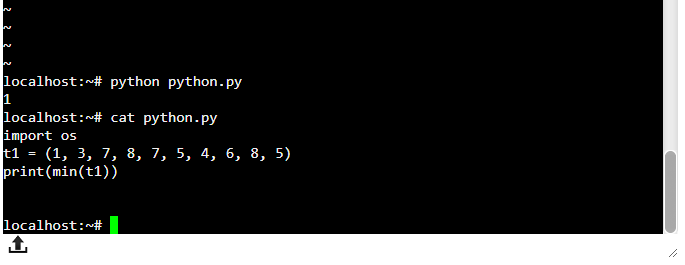 ~
~
~
~
localhost:~# python python.py
1
localhost:~# cat python.py
import os
t1 = (1, 3, 7, 8, 7, 5, 4, 6, 8, 5)
print(min(t1))
localhost:~#